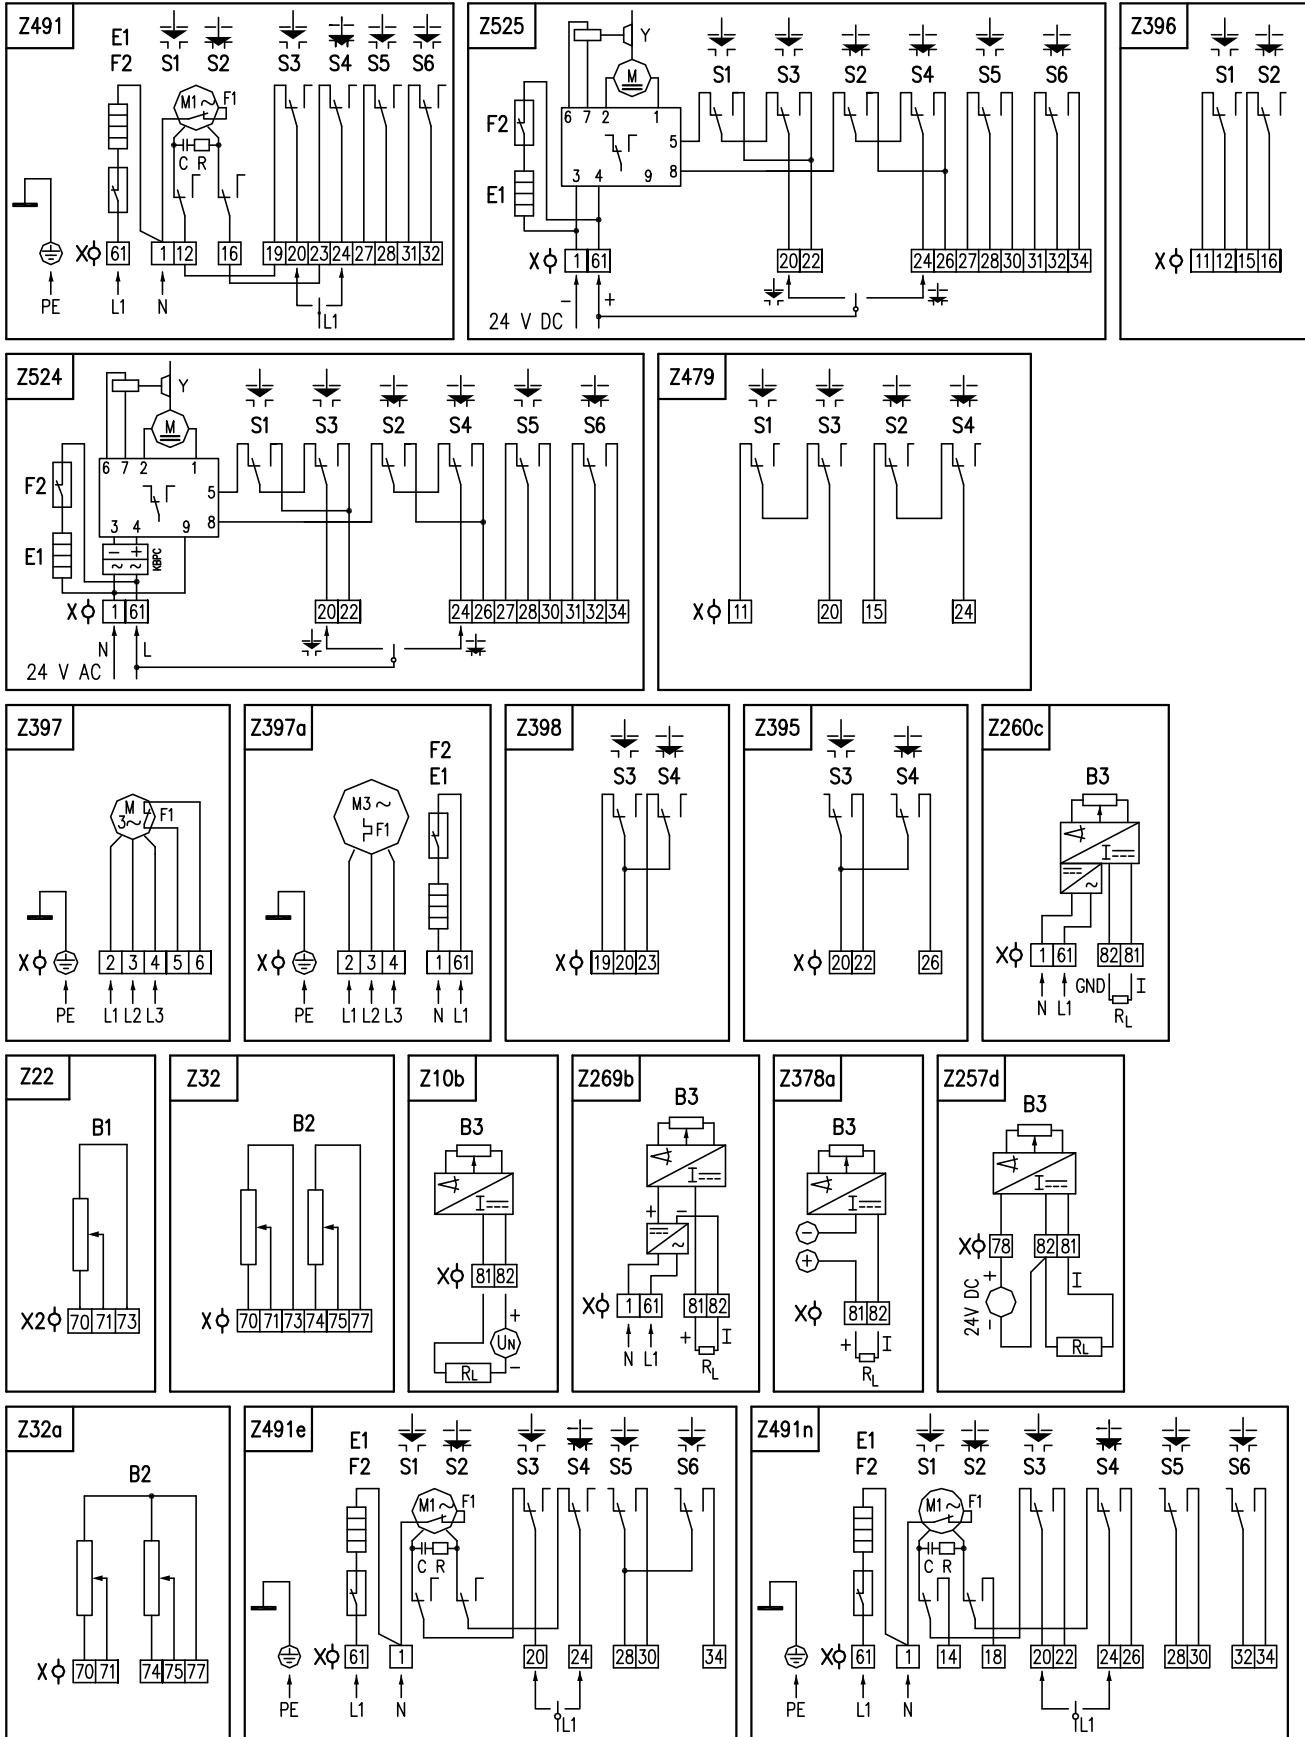 Z491
E1
F2
S1 S2 S3 S4 S5 S6
M1 ~ F1
C R
X 61 1 12 16 19 20 23 24 27 28 31 32
PE L1 N L1
Z525
Y
M
S1 S3 S2 S4 S5 S6
F2
E1
6 7 2 1
5
8
3 4 9
X 1 61 20 22 24 26 27 28 30 31 32 34
- +
24 V DC
Z396
S1 S2
X 11 12 15 16
Z524
Y
M
S1 S3 S2 S4 S5 S6
F2
E1
6 7 2 1
5
8
3 4 9
- +
~ ~
KBPC
X 1 61 20 22 24 26 27 28 30 31 32 34
N L
24 V AC
Z479
S1 S3 S2 S4
X 11 20 15 24
Z397
M
3~ F1
X 2 3 4 5 6
PE L1 L2 L3
Z397a
F2
E1
M3 ~
F1
X 2 3 4 1 61
PE L1 L2 L3 N L1
Z398
S3 S4
X 19 20 23
Z395
S3 S4
X 20 22 26
Z260c
B3
I
~
X 1 61 82 81
GND I
N L1 RL
Z22
B1
X2 70 71 73
Z32
B2
X 70 71 73 74 75 77
Z10b
B3
I
X 81 82
+
UN
-
RL
Z269b
B3
I
+ -
~
X 1 61 81 82
+ I
N L1 RL
Z378a
B3
I
-
+
X 81 82
+ I
RL
Z257d
B3
I
X 78 82 81
+ I
24V DC
-
RL
Z32a
B2
X 70 71 74 75 77
Z491e
E1
F2
S1 S2 S3 S4 S5 S6
M1 ~ F1
C R
X 61 1 20 24 28 30 34
PE L1 N L1
Z491n
E1
F2
S1 S2 S3 S4 S5 S6
M1 ~ F1
C R
X 61 1 14 18 20 22 24 26 28 30 32 34
PE L1 N L1